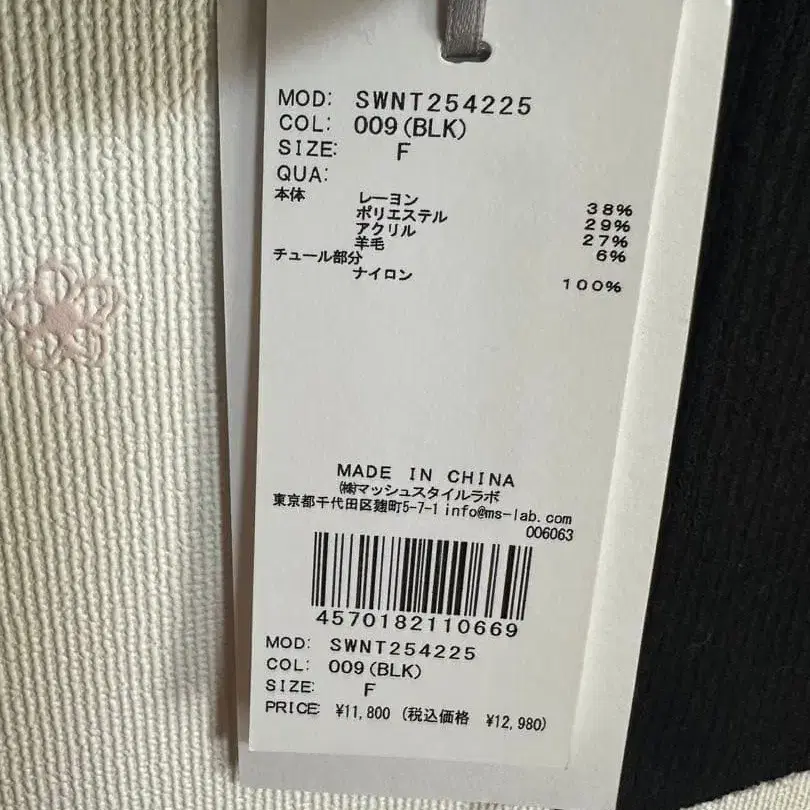 MOD: SWNT254225
COL: 009(BLK)
SIZE: F
QUA:
本体 レーヨン 38%
ポリエステル 29%
アクリル 27%
羊毛 6%
チュール部分
ナイロン 100%
MADE IN CHINA
㈱マッシュスタイルラボ
東京都千代田区麹町5-7-1 info@ms-lab.com
006063
4570182110669
MOD: SWNT254225
COL: 009(BLK)
SIZE: F
PRICE: ¥11,800 (税込価格 ¥12,980)